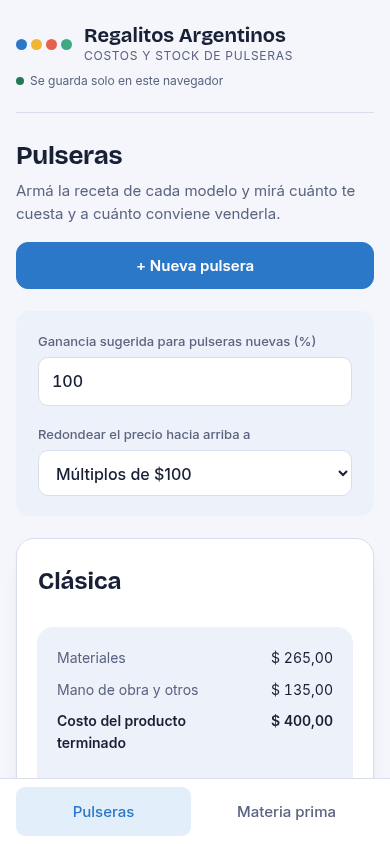 Regalitos Argentinos
COSTOS Y STOCK DE PULSERAS
Se guarda solo en este navegador
Pulseras
Armá la receta de cada modelo y mirá cuánto te
cuesta y a cuánto conviene venderla.
+ Nueva pulsera
Ganancia sugerida para pulseras nuevas (%)
100
Redondear el precio hacia arriba a
Múltiplos de $100
Clásica
Materiales $ 265,00
Mano de obra y otros $ 135,00
Costo del producto $ 400,00
terminado
Pulseras Materia prima